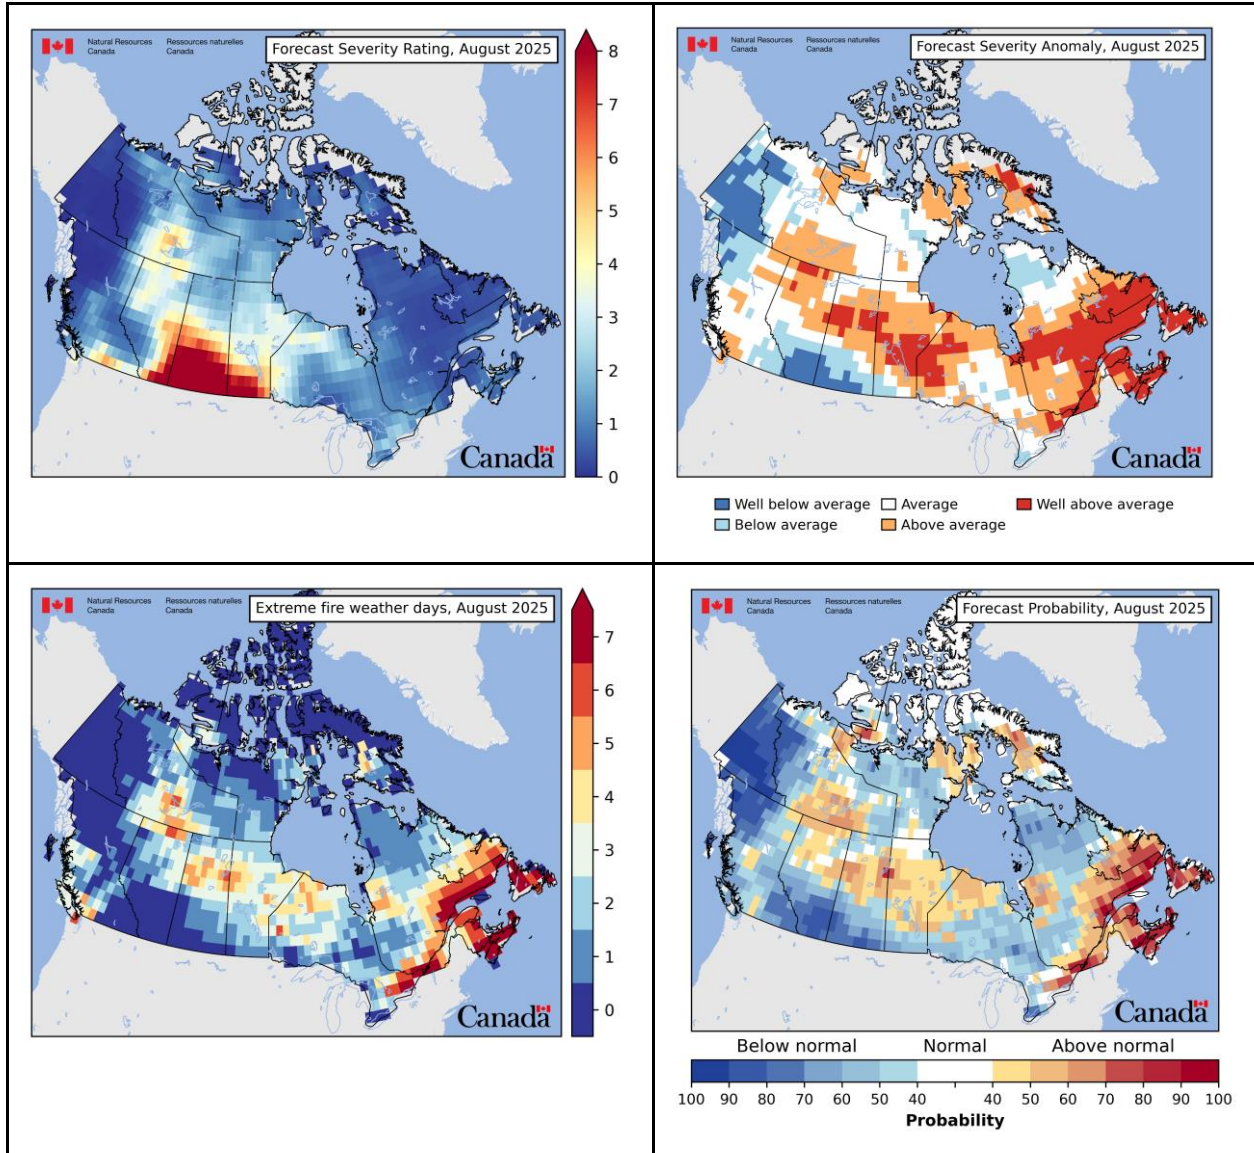 Natural Resources Ressources naturelles
Canada Canada
Forecast Severity Rating, August 2025
8
7
6
5
4
3
2
1
0
Canada
Natural Resources Ressources naturelles
Canada Canada
Forecast Severity Anomaly, August 2025
Canada
Well below average Average Well above average
Below average Above average
Natural Resources Ressources naturelles
Canada Canada
Extreme fire weather days, August 2025
7
6
5
4
3
2
1
0
Canada
Natural Resources Ressources naturelles
Canada Canada
Forecast Probability, August 2025
Canada
Below normal Normal Above normal
100 90 80 70 60 50 40 40 50 60 70 80 90 100
Probability